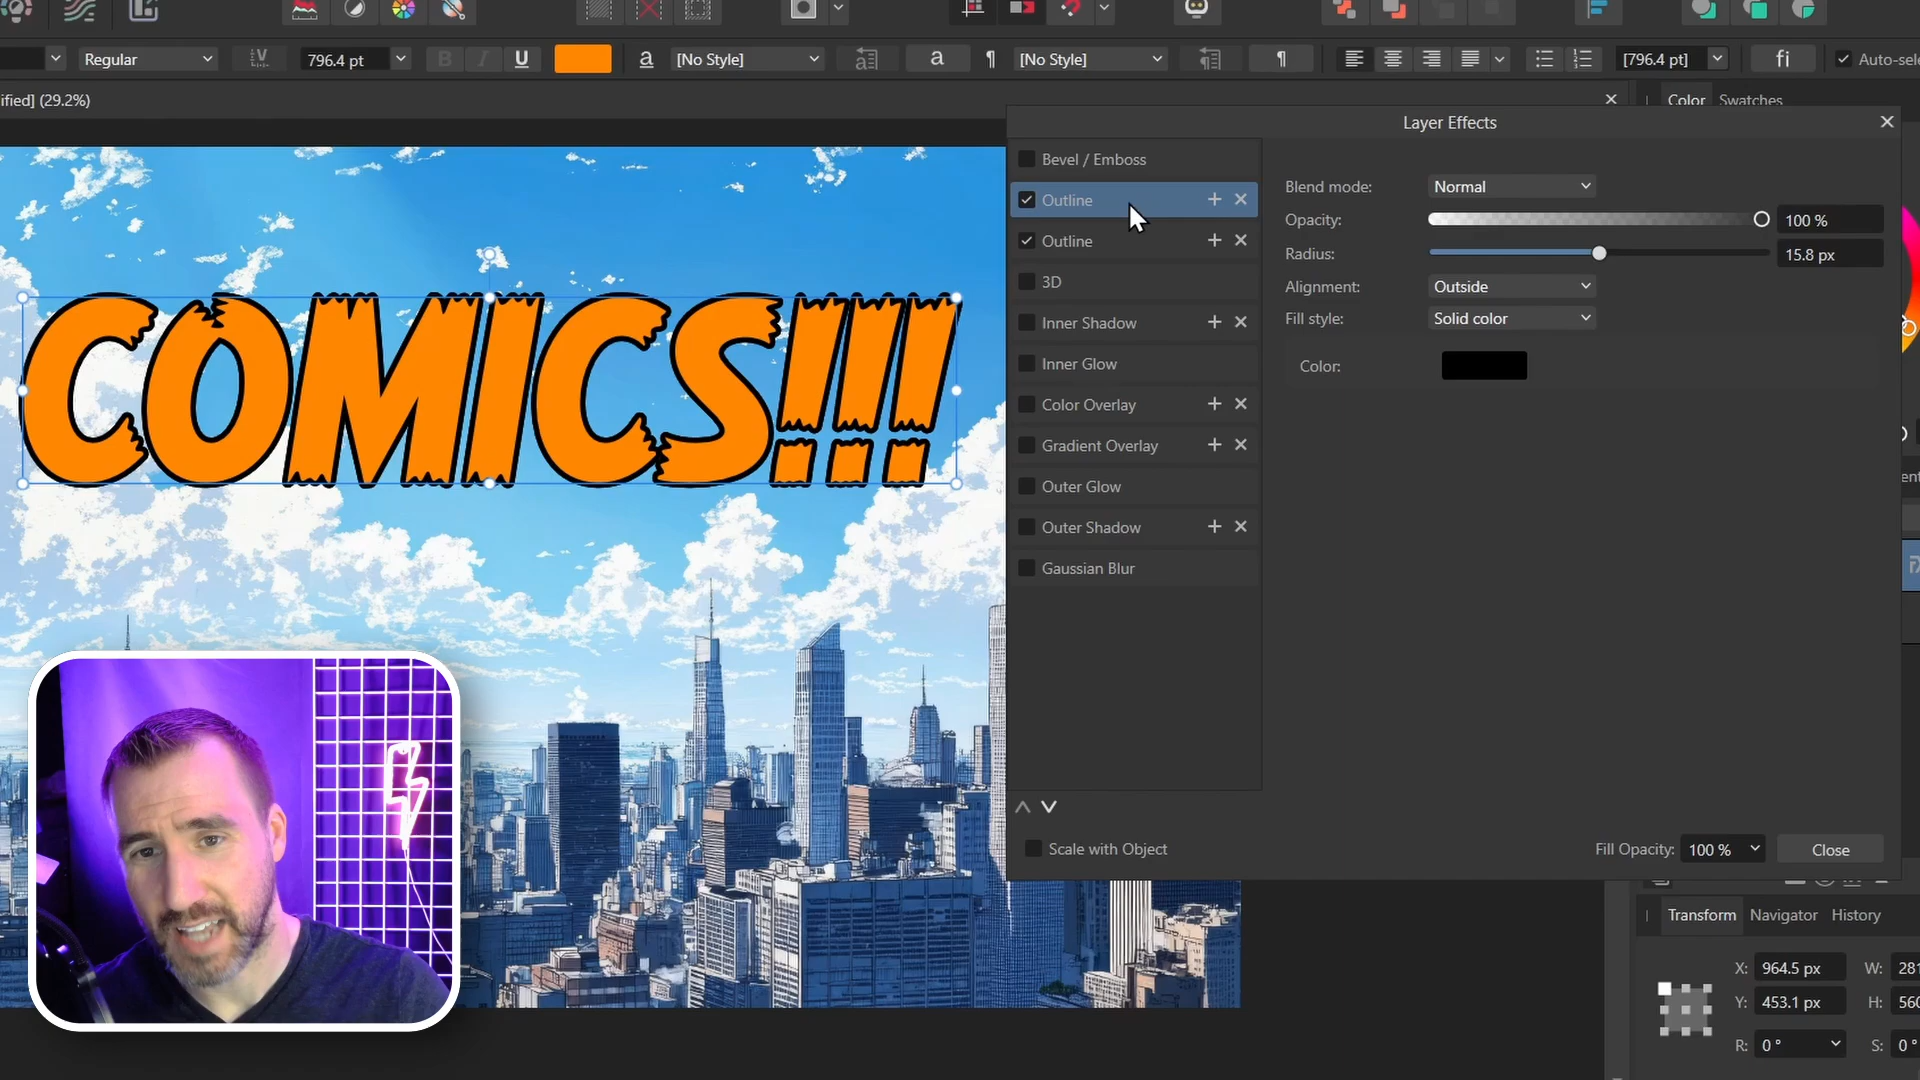 Regular
796.4 pt
B I U
a
[No Style]
a
a
¶
[No Style]
¶
[796.4 pt]
fi
Auto-sele
ified] (29.2%)
Color
Swatches
Layer Effects
Bevel / Emboss
Outline
Outline
3D
Inner Shadow
Inner Glow
Color Overlay
Gradient Overlay
Outer Glow
Outer Shadow
Gaussian Blur
Blend mode: Normal
Opacity: 100 %
Radius: 15.8 px
Alignment: Outside
Fill style: Solid color
Color:
COMICS!!!
Scale with Object
Fill Opacity: 100 %
Close
Transform
Navigator
History
X: 964.5 px W: 281
Y: 453.1 px H: 560
R: 0 ° S: 0 °